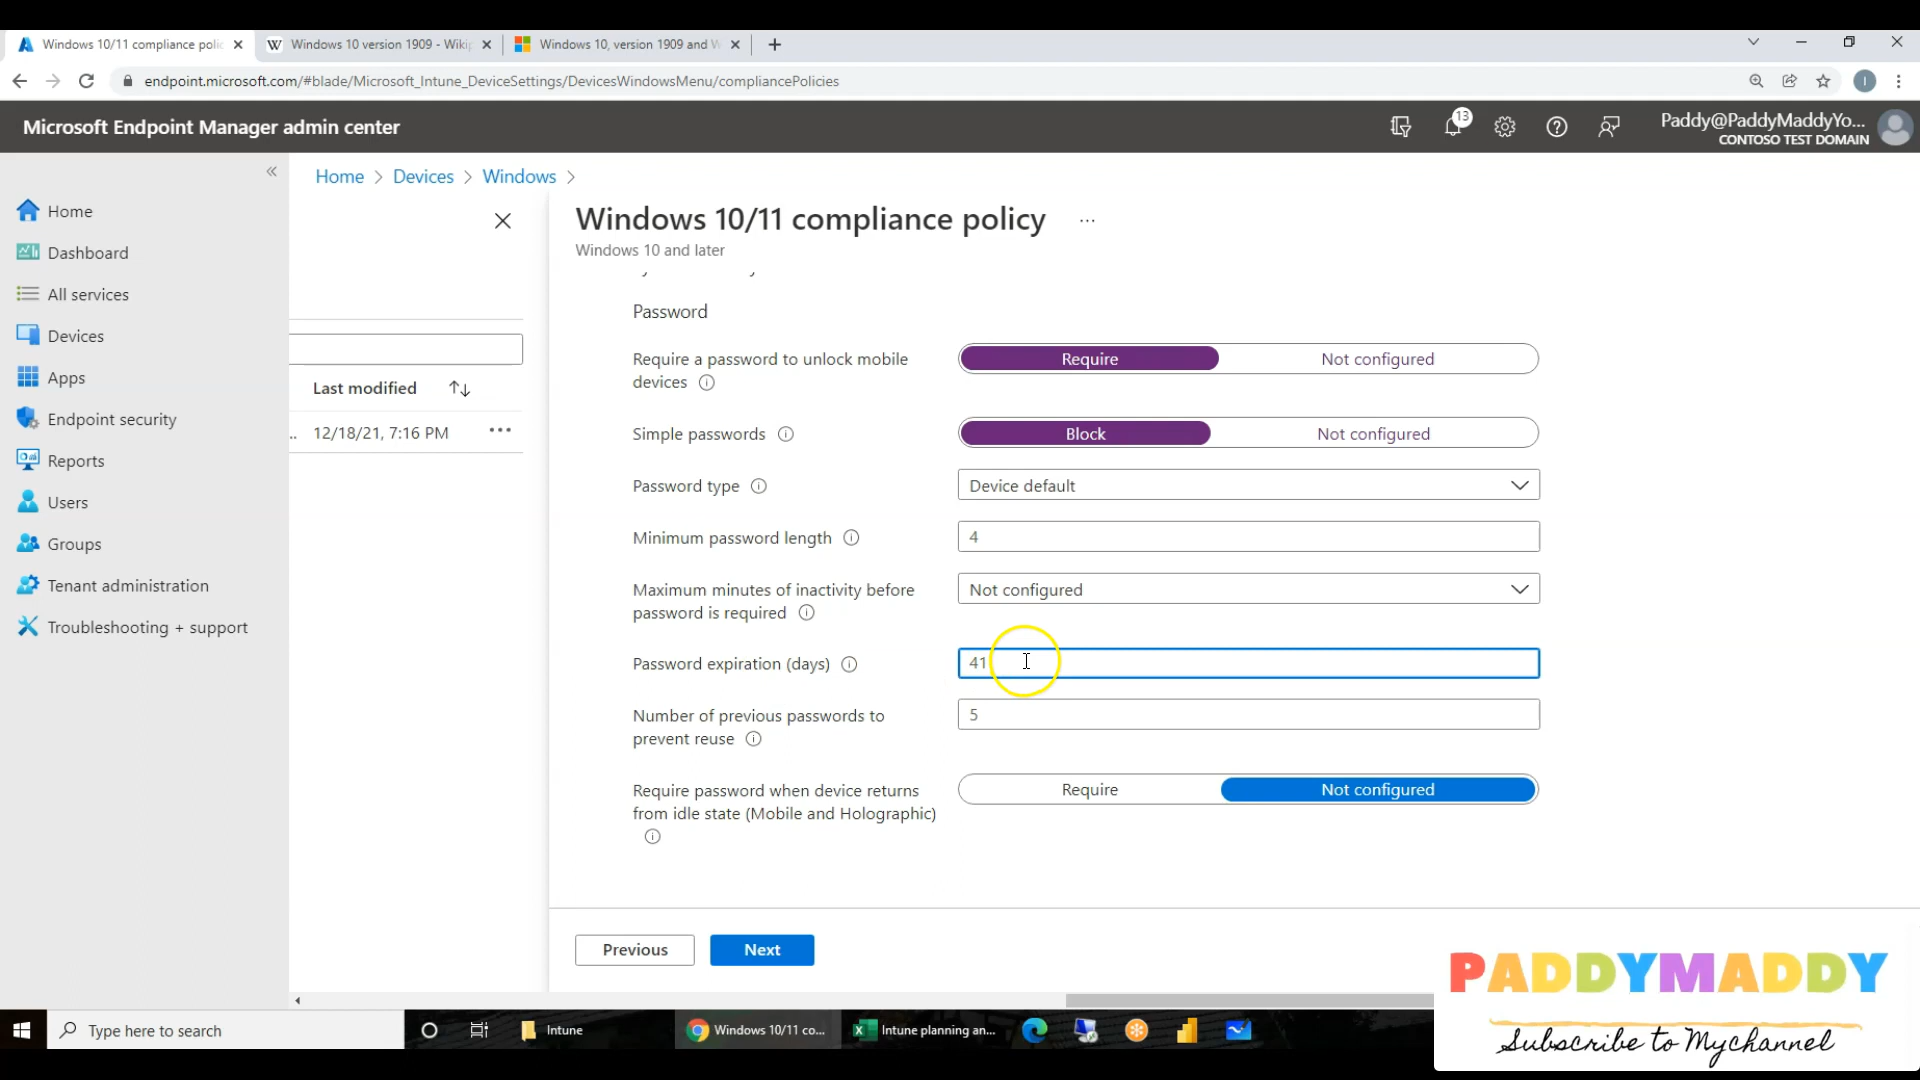 Windows 10/11 compliance polic
Windows 10 version 1909 - Wikip
Windows 10, version 1909 and W
endpoint.microsoft.com/#blade/Microsoft_Intune_DeviceSettings/DevicesWindowsMenu/compliancePolicies
Microsoft Endpoint Manager admin center
13
Paddy@PaddyMaddyYo...
CONTOSO TEST DOMAIN
Home > Devices > Windows >
Home
Dashboard
All services
Devices
Apps
Endpoint security
Reports
Users
Groups
Tenant administration
Troubleshooting + support
Last modified
.. 12/18/21, 7:16 PM
Windows 10/11 compliance policy ...
Windows 10 and later
Password
Require a password to unlock mobile
devices
Require Not configured
Simple passwords
Block Not configured
Password type
Device default
Minimum password length
4
Maximum minutes of inactivity before
password is required
Not configured
Password expiration (days)
41
Number of previous passwords to
prevent reuse
5
Require password when device returns
from idle state (Mobile and Holographic)
Require Not configured
Previous Next
PADDYMADDY
Subscribe to Mychannel
Type here to search
Intune
Windows 10/11 co...
Intune planning an...